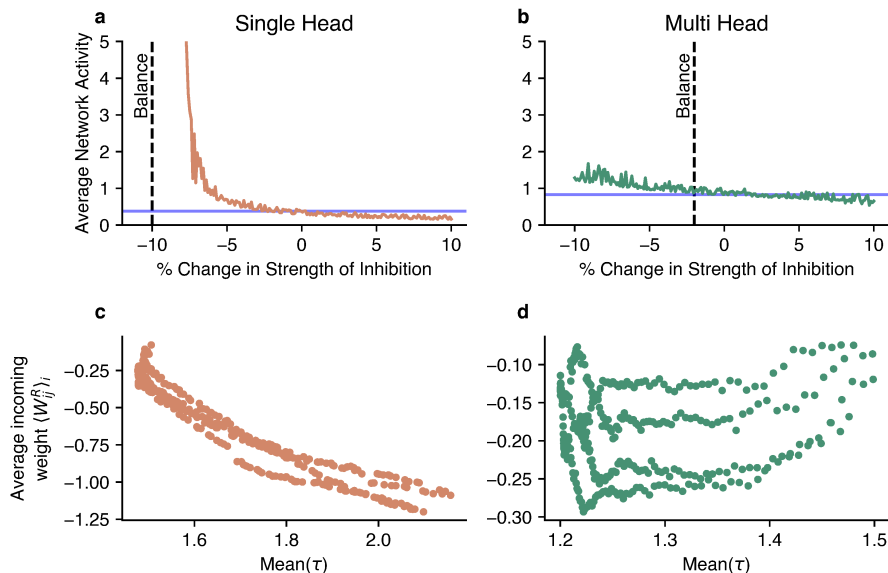 a
Single Head
Average Network Activity
5
4
3
2
1
0
Balance
−10
−5
0
5
10
% Change in Strength of Inhibition
b
Multi Head
5
4
3
2
1
0
Balance
−10
−5
0
5
10
% Change in Strength of Inhibition
c
Average incoming
weight ⟨W^R_ij⟩_i
−0.25
−0.50
−0.75
−1.00
−1.25
1.6
1.8
2.0
Mean(τ)
d
−0.10
−0.15
−0.20
−0.25
−0.30
1.2
1.3
1.4
1.5
Mean(τ)